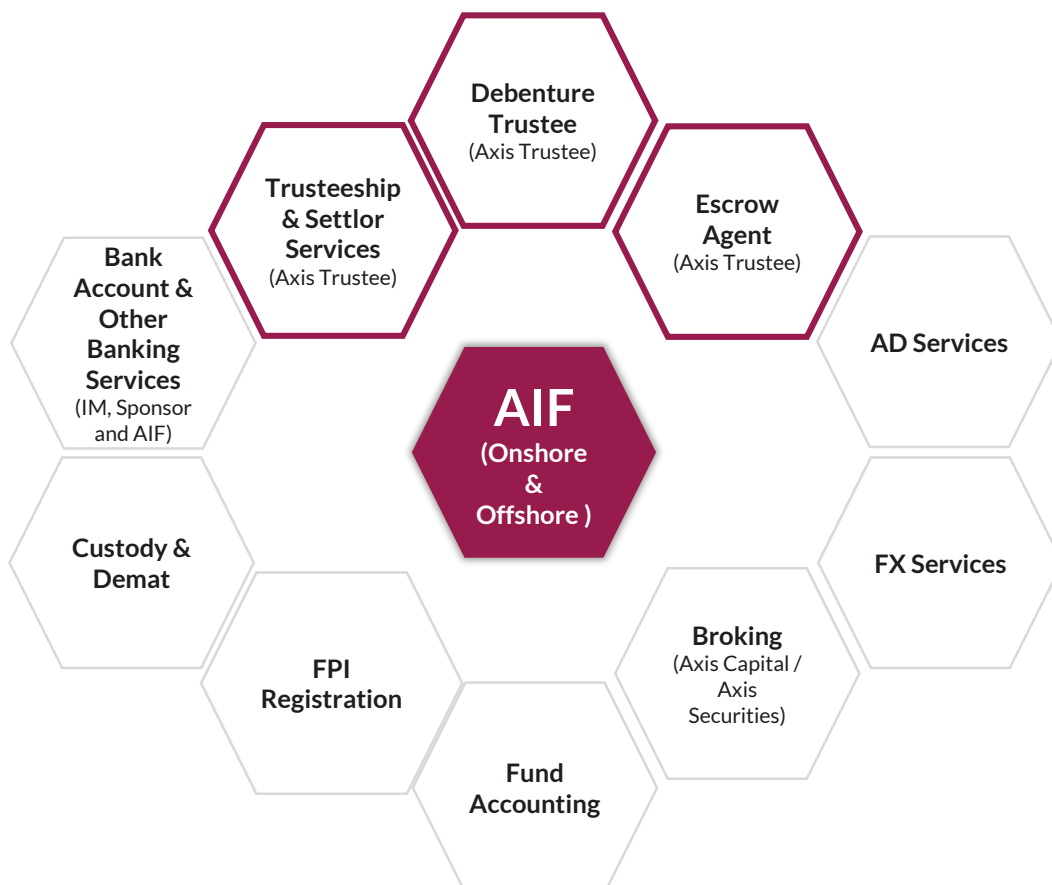 Debenture
Trustee
(Axis Trustee)
Trusteeship
& Settlor
Services
(Axis Trustee)
Escrow
Agent
(Axis Trustee)
Bank
Account &
Other
Banking
Services
(IM, Sponsor
and AIF)
AD Services
AIF
(Onshore
&
Offshore )
Custody &
Demat
FX Services
FPI
Registration
Broking
(Axis Capital /
Axis
Securities)
Fund
Accounting